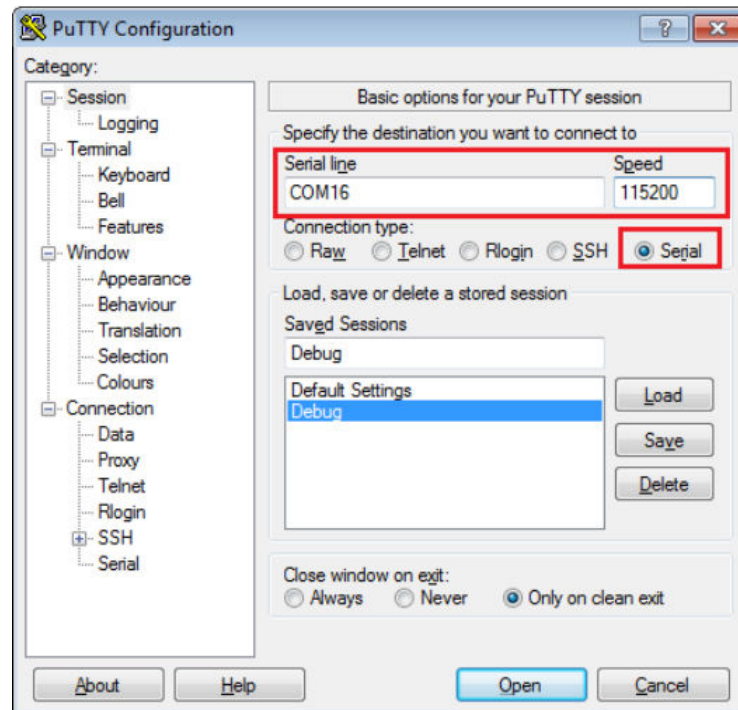 PuTTY Configuration
Category:
Session
Logging
Terminal
Keyboard
Bell
Features
Window
Appearance
Behaviour
Translation
Selection
Colours
Connection
Data
Proxy
Telnet
Rlogin
SSH
Serial
Basic options for your PuTTY session
Specify the destination you want to connect to
Serial line Speed
COM16 115200
Connection type:
Raw Telnet Rlogin SSH Serial
Load, save or delete a stored session
Saved Sessions
Debug
Default Settings
Debug
Load
Save
Delete
Close window on exit:
Always Never Only on clean exit
About Help Open Cancel